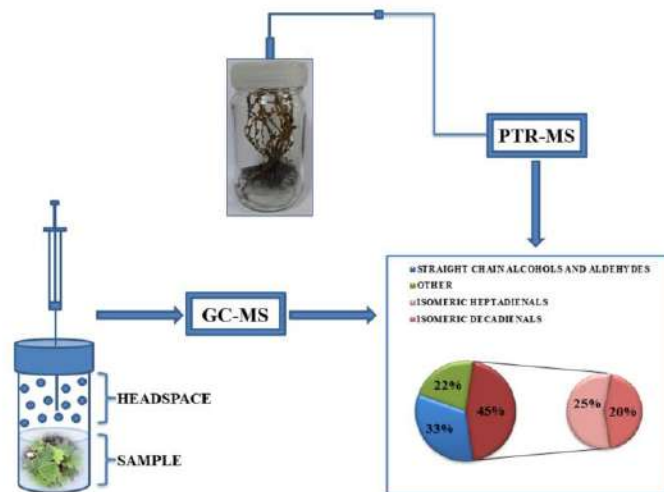 PTR-MS
STRAIGHT CHAIN ALCOHOLS AND ALDEHYDES
OTHER
ISOMERIC HEPTADIENALS
ISOMERIC DECADIENALS
GC-MS
22%
45%
33%
25%
20%
HEADSPACE
SAMPLE